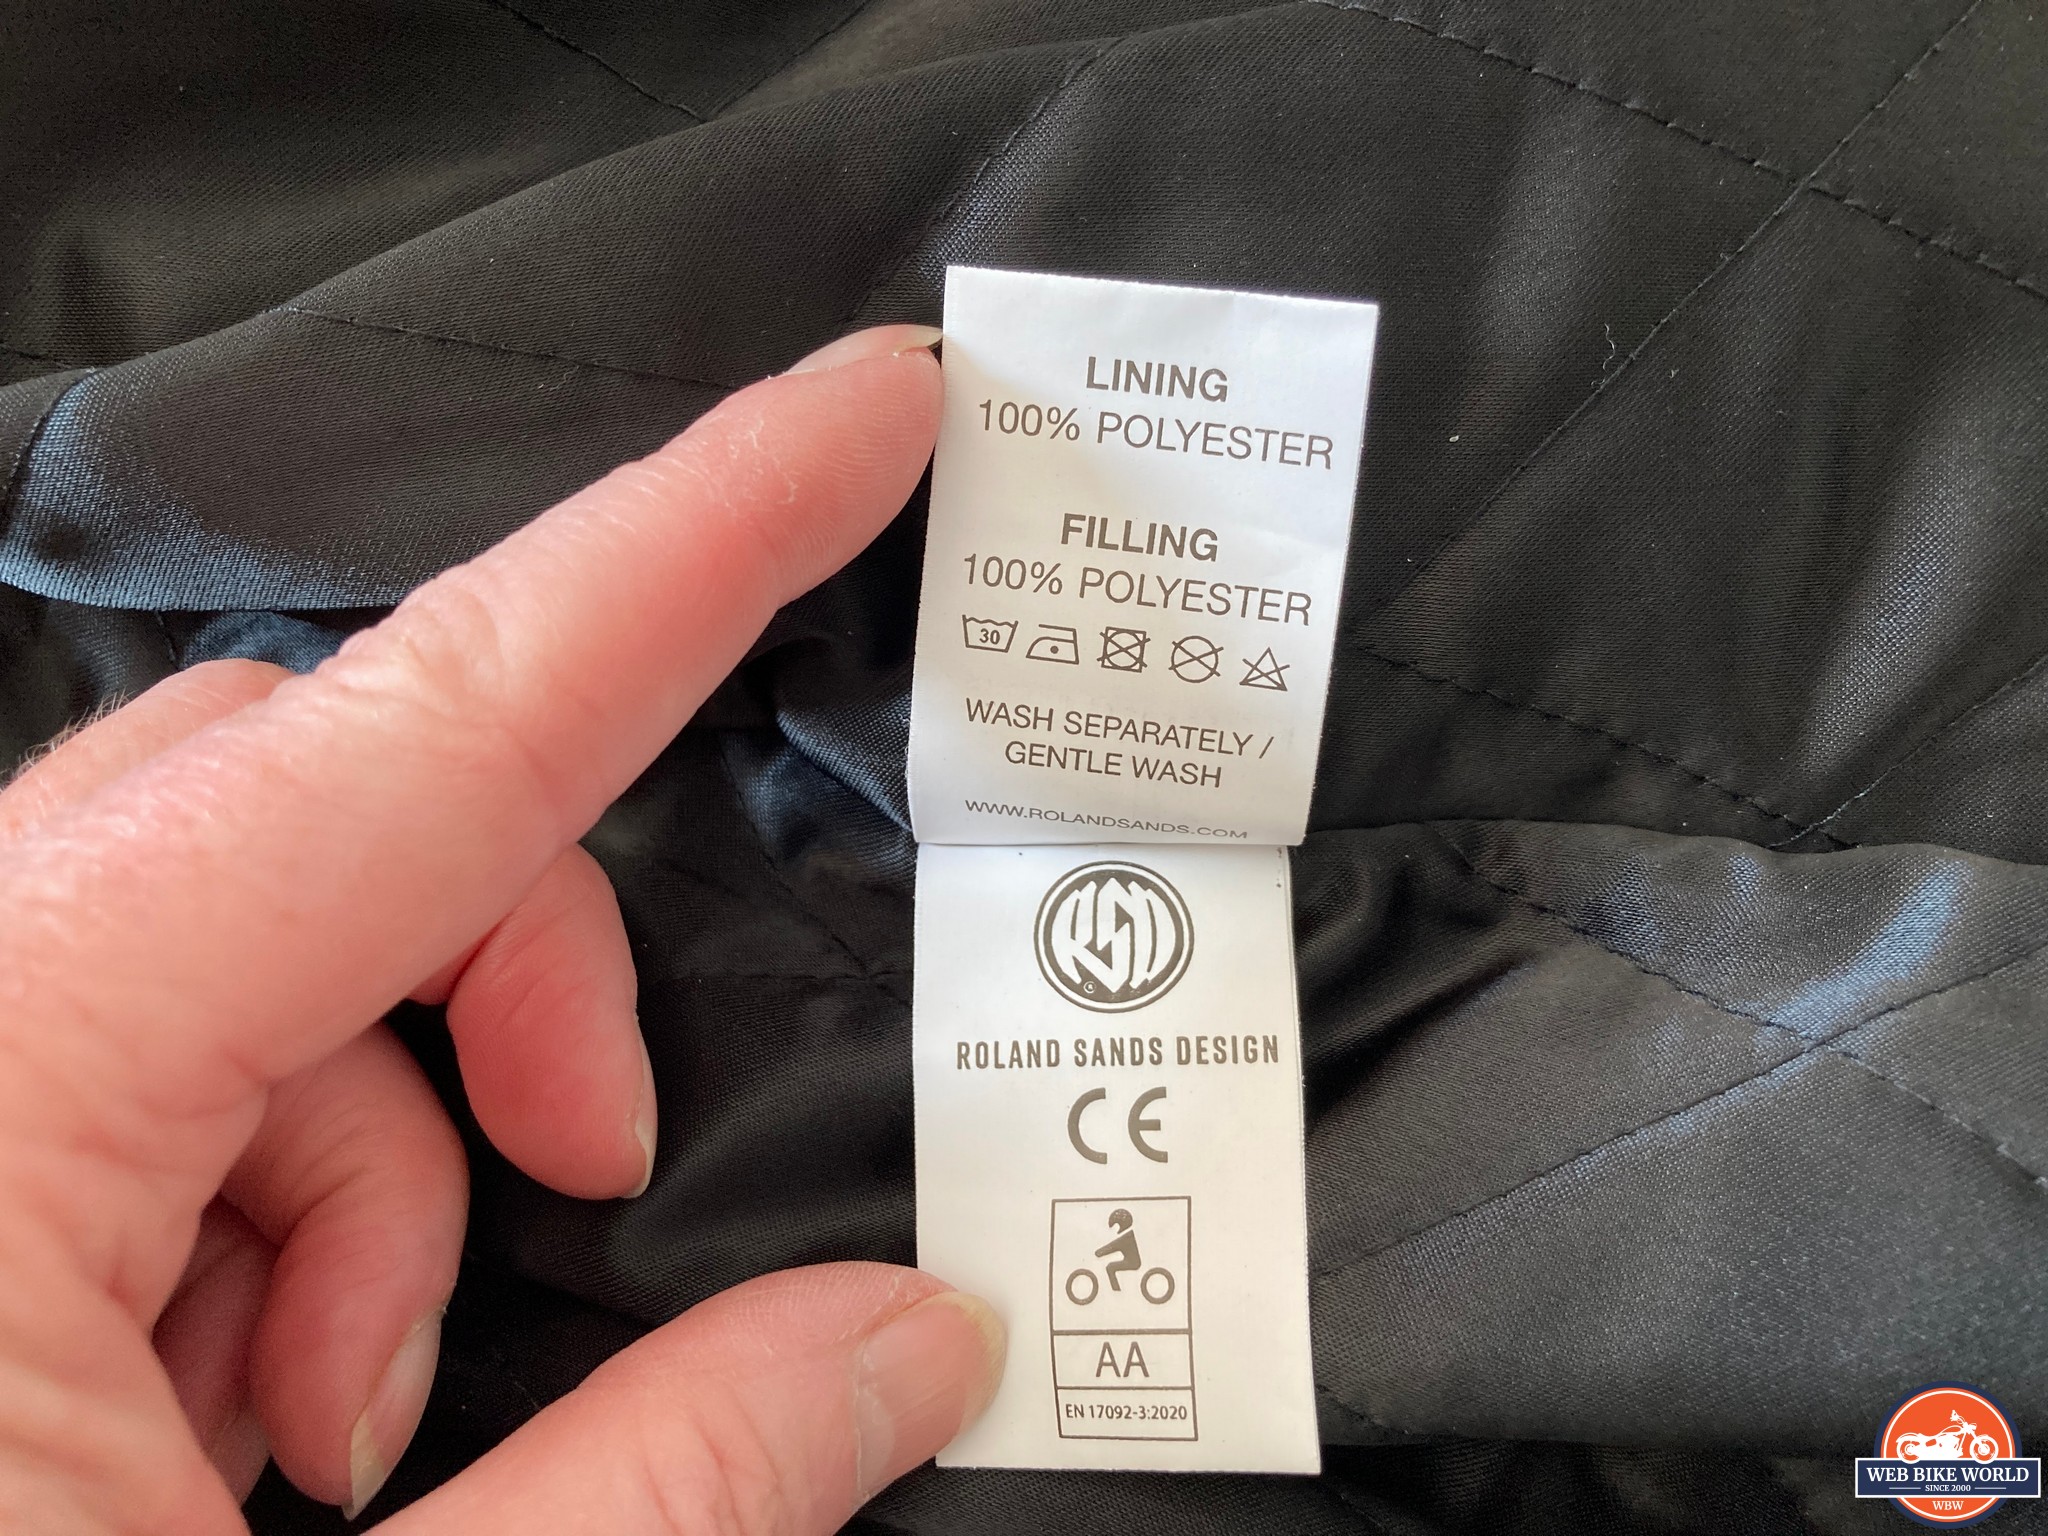 LINING
100% POLYESTER
FILLING
100% POLYESTER
30
WASH SEPARATELY /
GENTLE WASH
WWW.ROLANDSANDS.COM
RSD
®
ROLAND SANDS DESIGN
CE
AA
EN 17092-3:2020
WEB BIKE WORLD
SINCE 2000
WBW